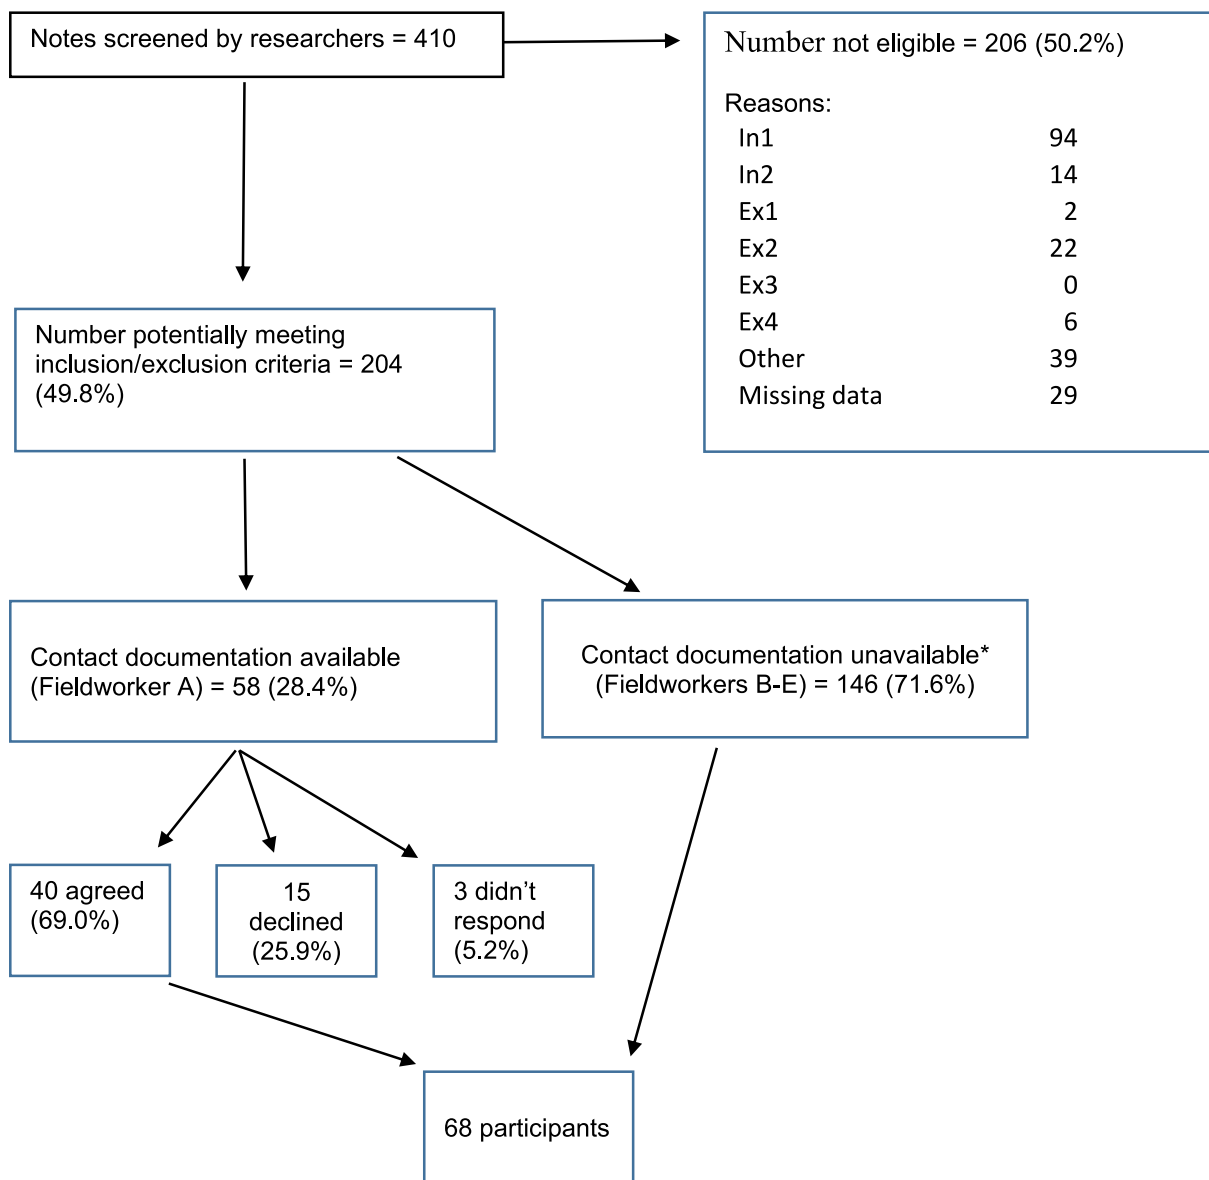 Notes screened by researchers = 410
Number not eligible = 206 (50.2%)
Reasons:
In1 94
In2 14
Ex1 2
Ex2 22
Ex3 0
Ex4 6
Other 39
Missing data 29
Number potentially meeting
inclusion/exclusion criteria = 204
(49.8%)
Contact documentation available
(Fieldworker A) = 58 (28.4%)
Contact documentation unavailable*
(Fieldworkers B-E) = 146 (71.6%)
40 agreed
(69.0%)
15
declined
(25.9%)
3 didn’t
respond
(5.2%)
68 participants